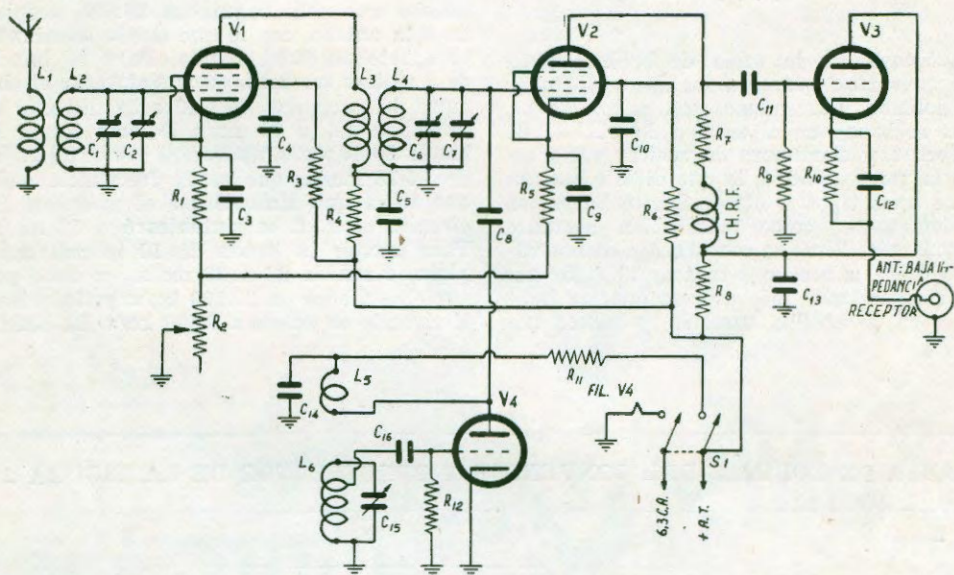 V1
V2
V3
L1
L2
L3
L4
C1
C2
C4
C6
C7
C10
C11
R7
R1
C3
R3
R4
C5
C8
R5
C9
R6
CH.R.F.
R9
R10
C12
R2
R8
C13
ANT: BAJA IM
PEDANCIA
RECEPTOR
L5
R11
FIL. V4
C14
V4
C16
L6
C15
R12
S1
6,3 C.A.
+ A.T.